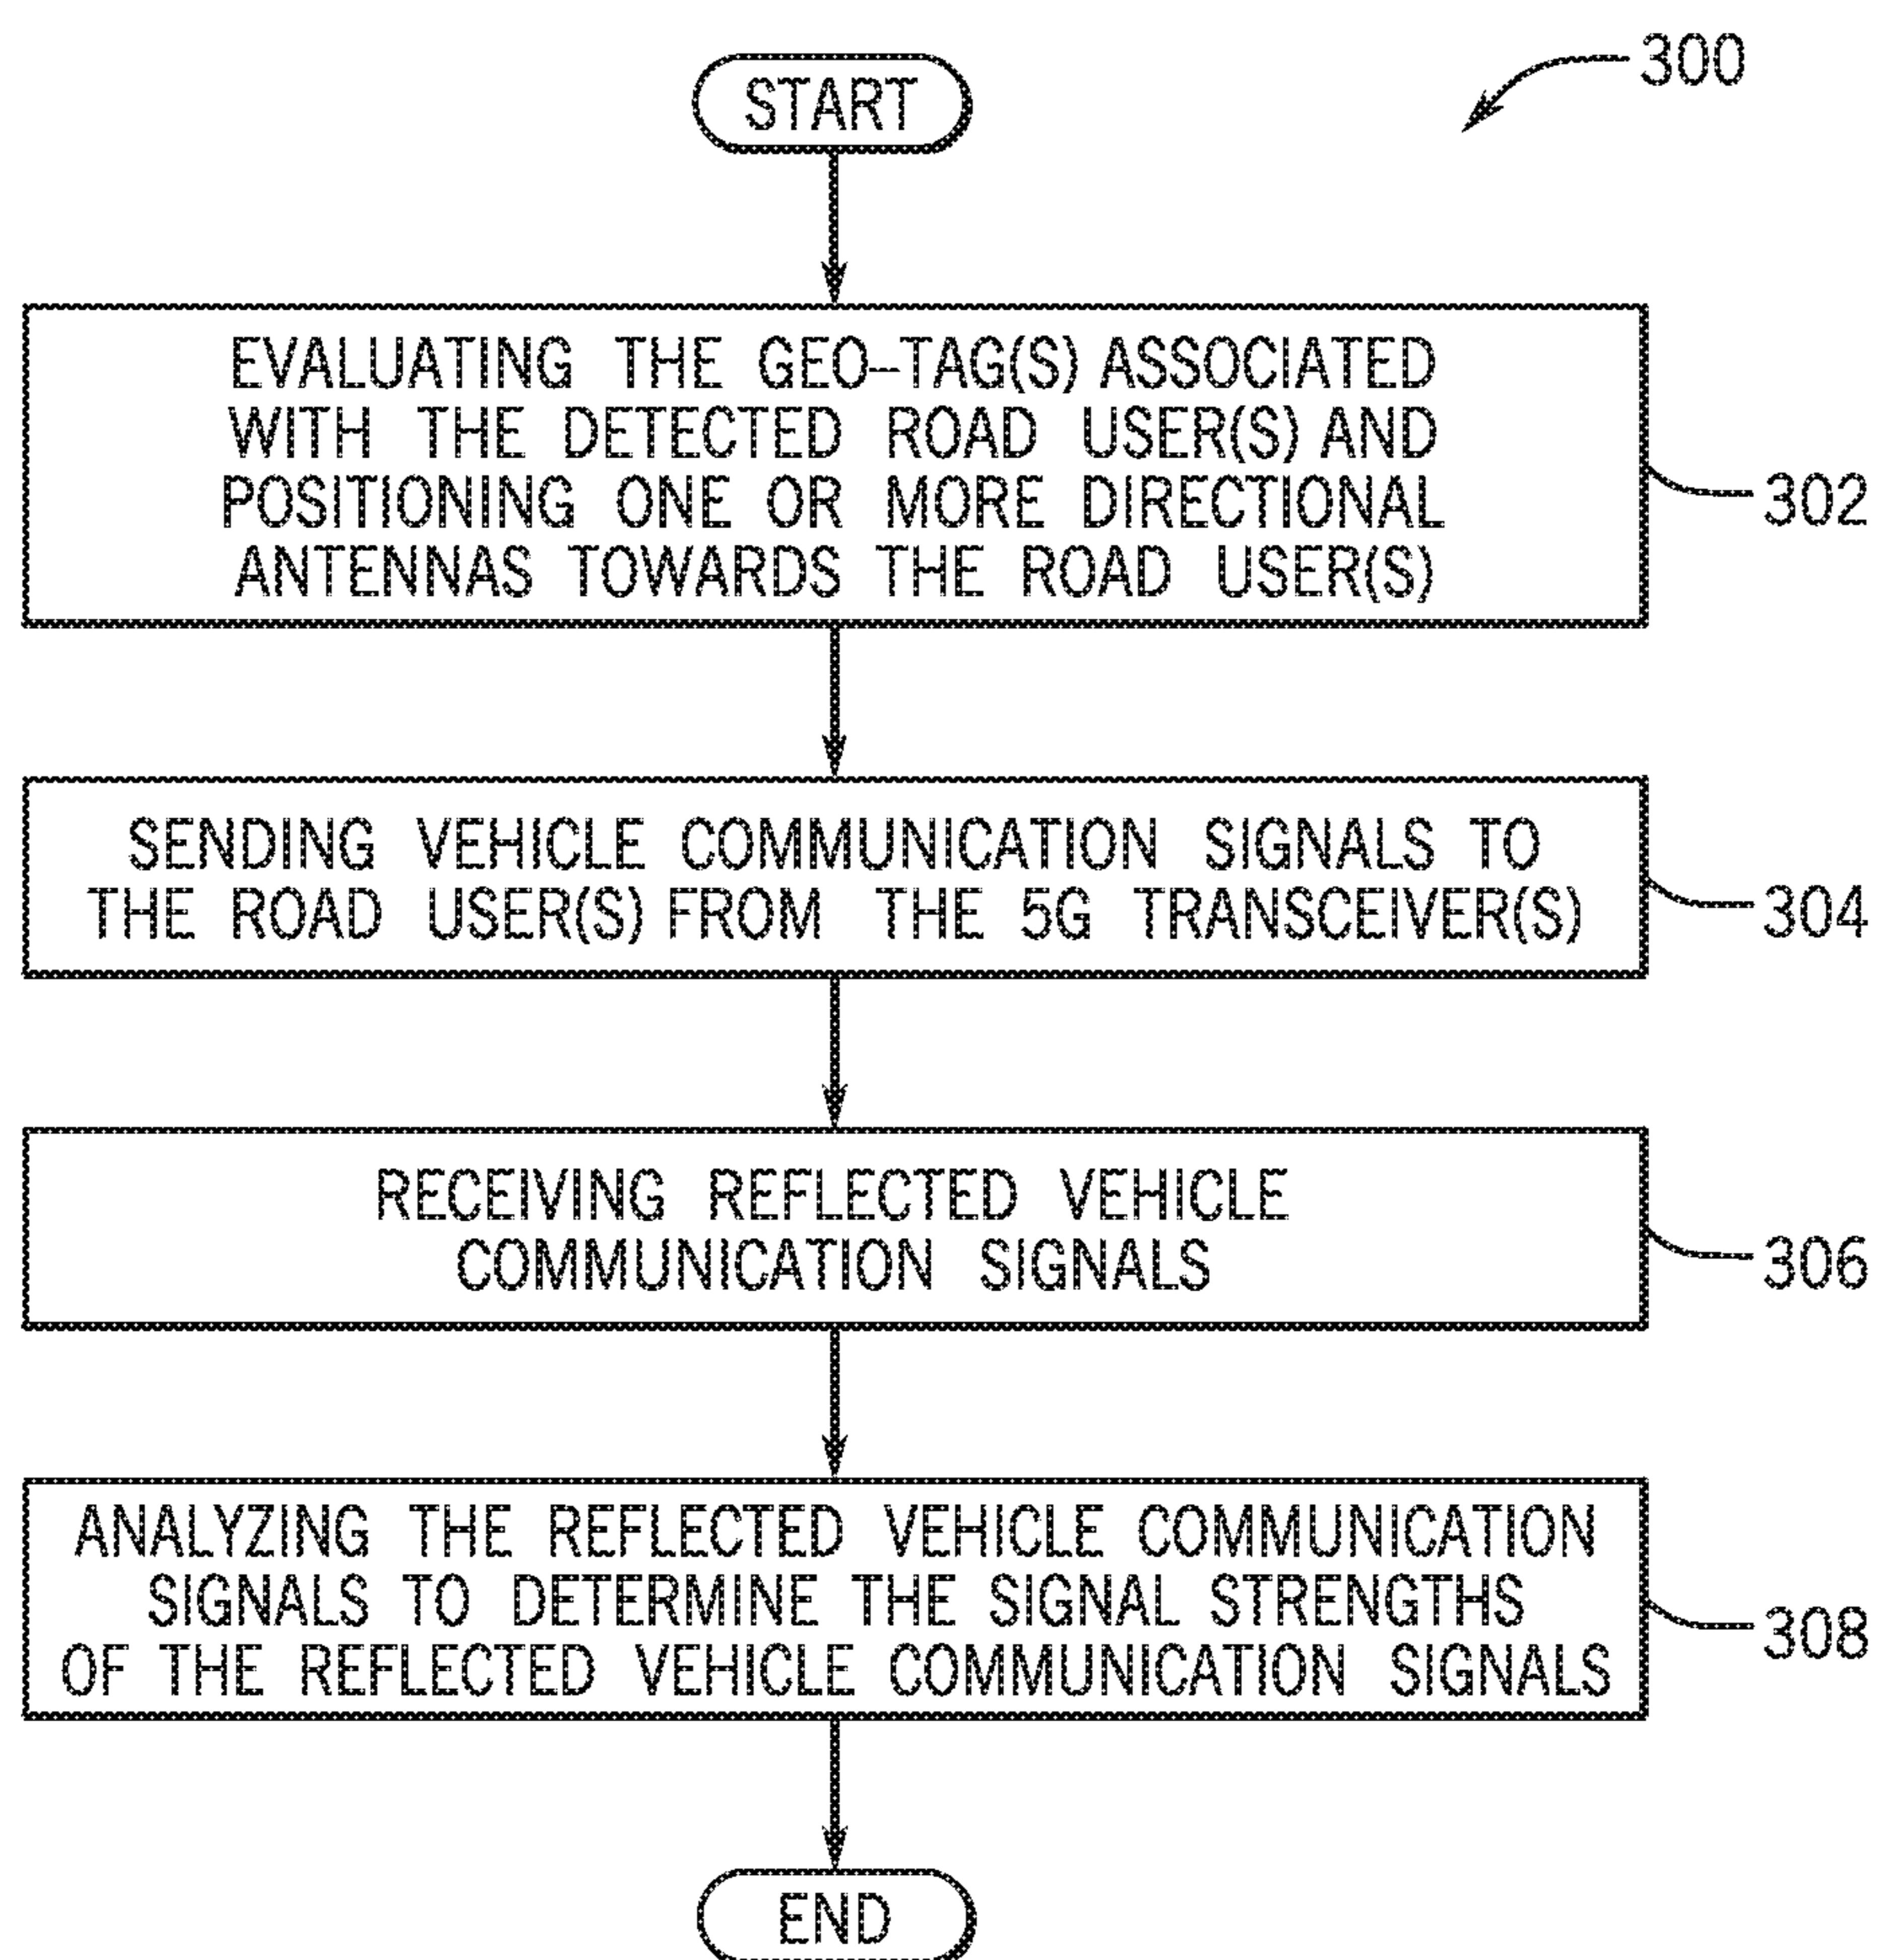 300
START
EVALUATING THE GEO-TAG(S) ASSOCIATED
WITH THE DETECTED ROAD USER(S) AND
POSITIONING ONE OR MORE DIRECTIONAL
ANTENNAS TOWARDS THE ROAD USER(S)
302
SENDING VEHICLE COMMUNICATION SIGNALS TO
THE ROAD USER(S) FROM THE 5G TRANSCEIVER(S)
304
RECEIVING REFLECTED VEHICLE
COMMUNICATION SIGNALS
306
ANALYZING THE REFLECTED VEHICLE COMMUNICATION
SIGNALS TO DETERMINE THE SIGNAL STRENGTHS
OF THE REFLECTED VEHICLE COMMUNICATION SIGNALS
308
END